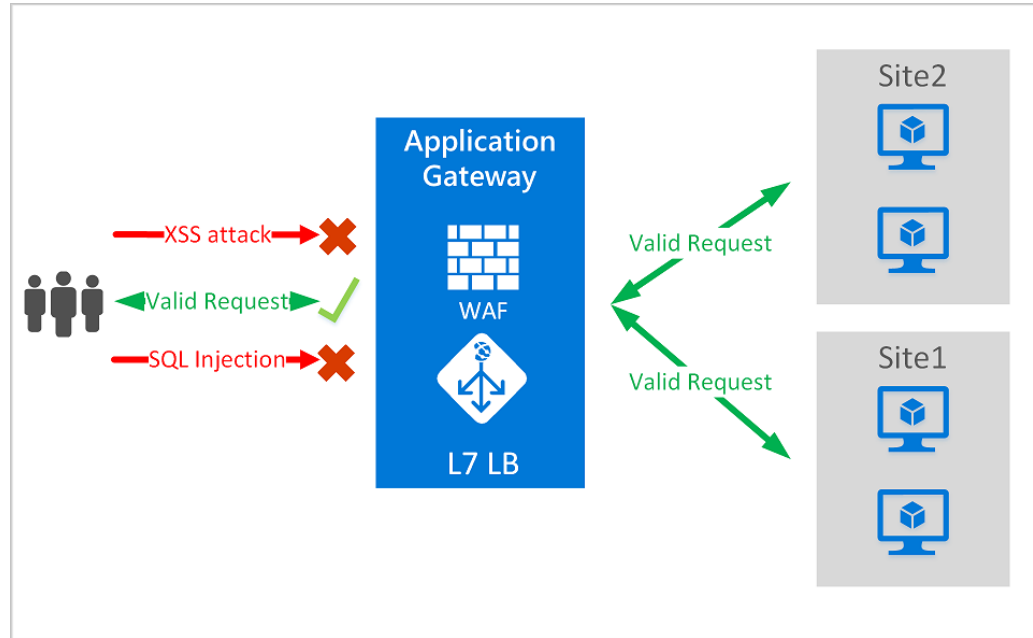 Application
Gateway
XSS attack
Valid Request
SQL Injection
WAF
L7 LB
Valid Request
Valid Request
Site2
Site1